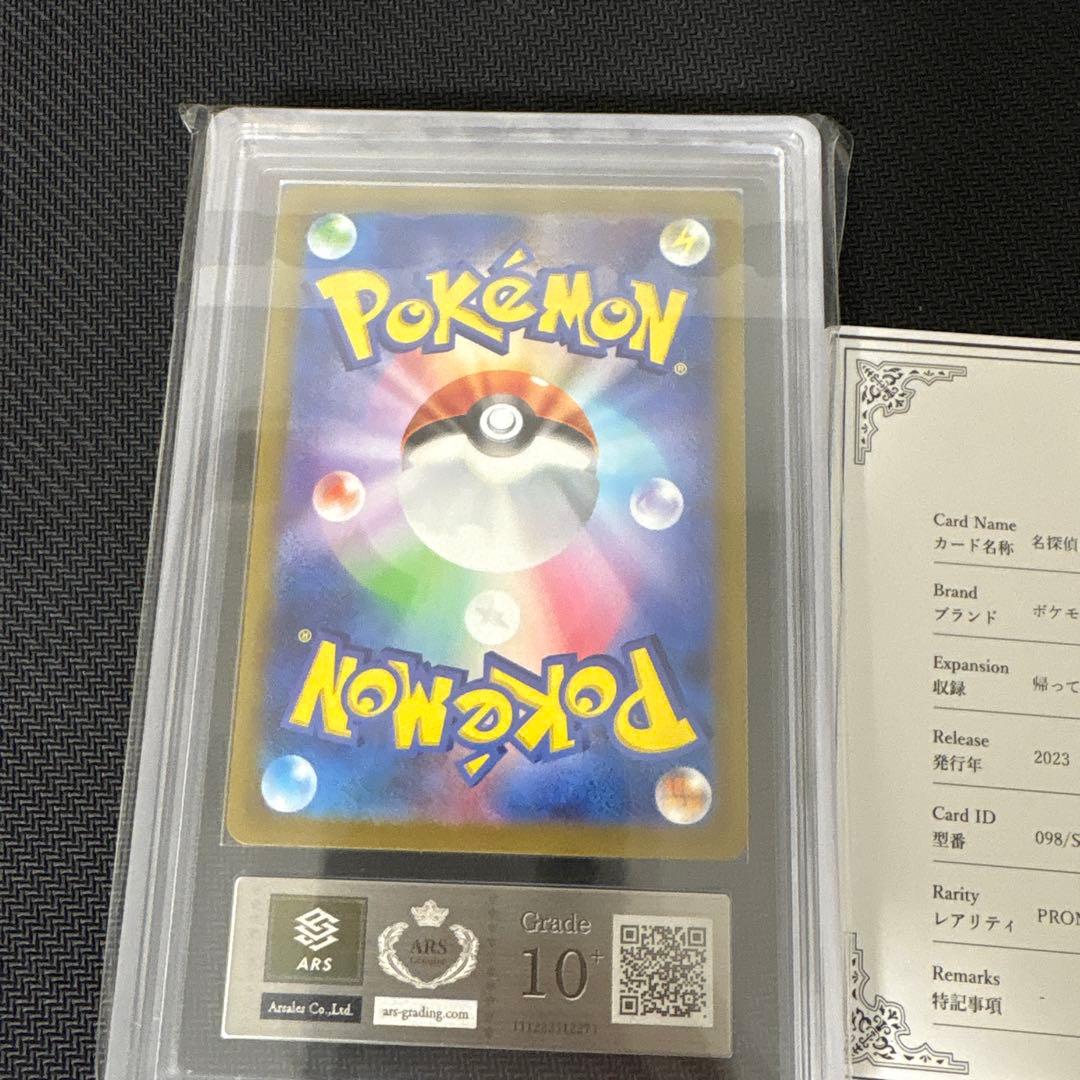 POKéMON
®
POKéMON
®
ARS
ARS
Grade
10+
Arsales Co.,Ltd.
ars-grading.com
Card Name
カード名称 名探偵
Brand
ブランド ボケモ
Expansion
収録 帰って
Release
発行年 2023
Card ID
型番 098/S
Rarity
レアリティ PROM
Remarks
特記事項 -